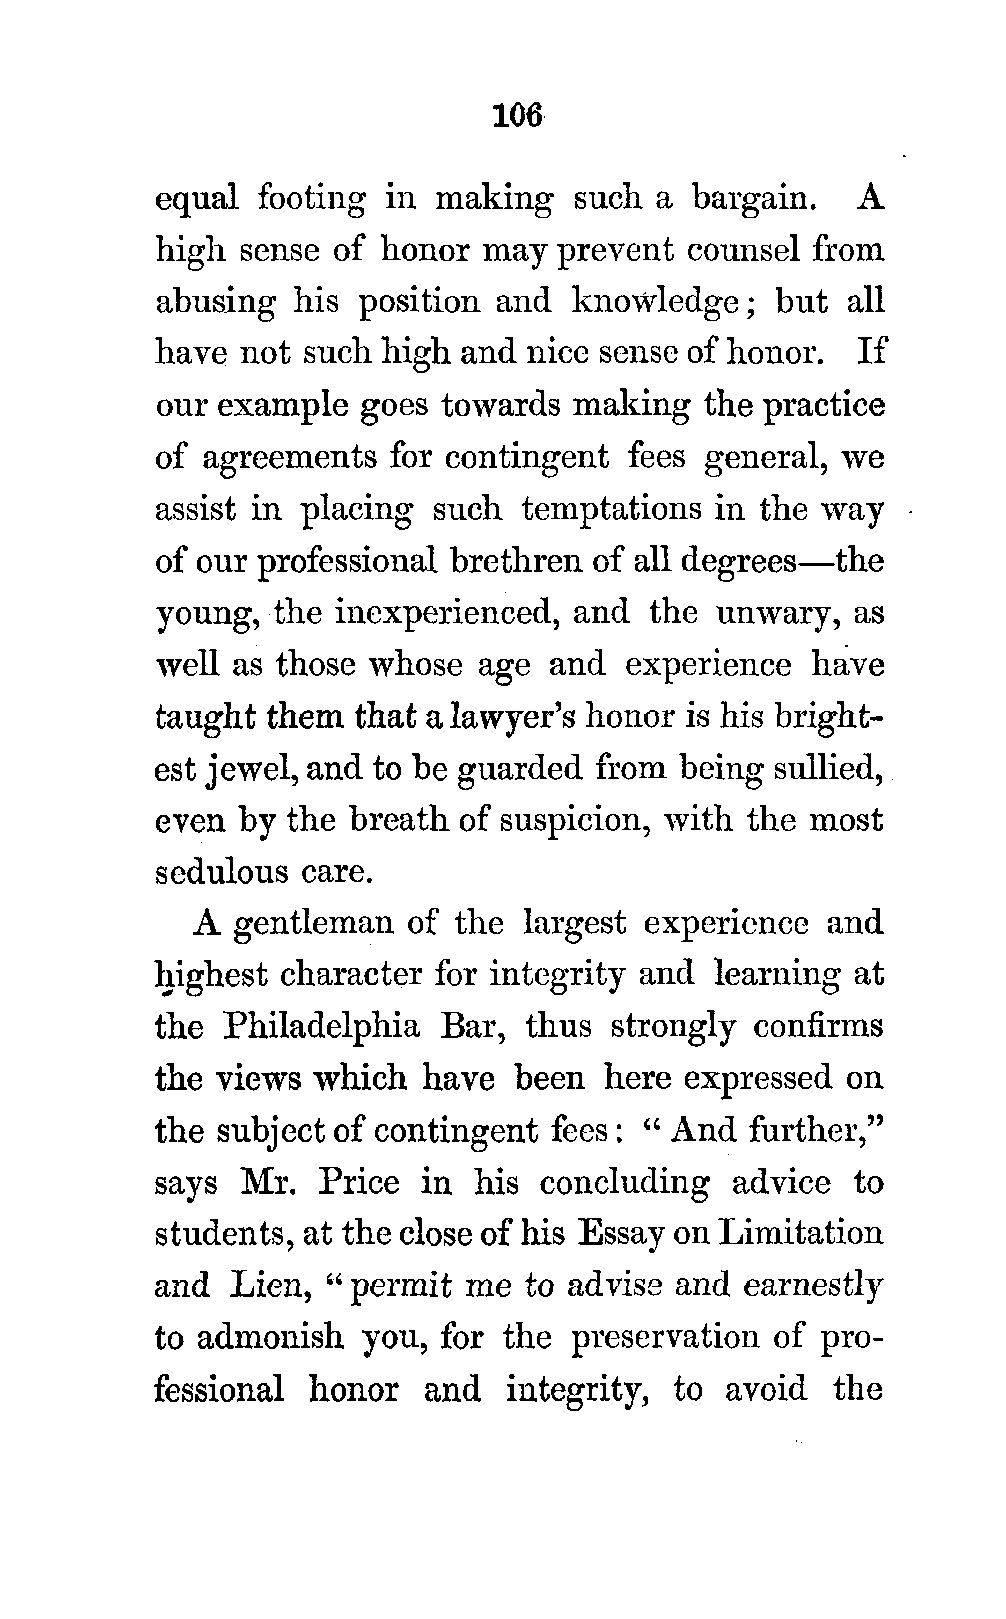 106
equal footing in making such a bargain. A
high sense of honor may prevent counsel from
abusing his position and knowledge; but all
have not such high and nice sense of honor. If
our example goes towards making the practice
of agreements for contingent fees general, we
assist in placing such temptations in the way
of our professional brethren of all degrees—the
young, the inexperienced, and the unwary, as
well as those whose age and experience have
taught them that a lawyer's honor is his bright-
est jewel, and to be guarded from being sullied,
even by the breath of suspicion, with the most
sedulous care.
A gentleman of the largest experience and
highest character for integrity and learning at
the Philadelphia Bar, thus strongly confirms
the views which have been here expressed on
the subject of contingent fees: “And further,”
says Mr. Price in his concluding advice to
students, at the close of his Essay on Limitation
and Lien, “permit me to advise and earnestly
to admonish you, for the preservation of pro-
fessional honor and integrity, to avoid the